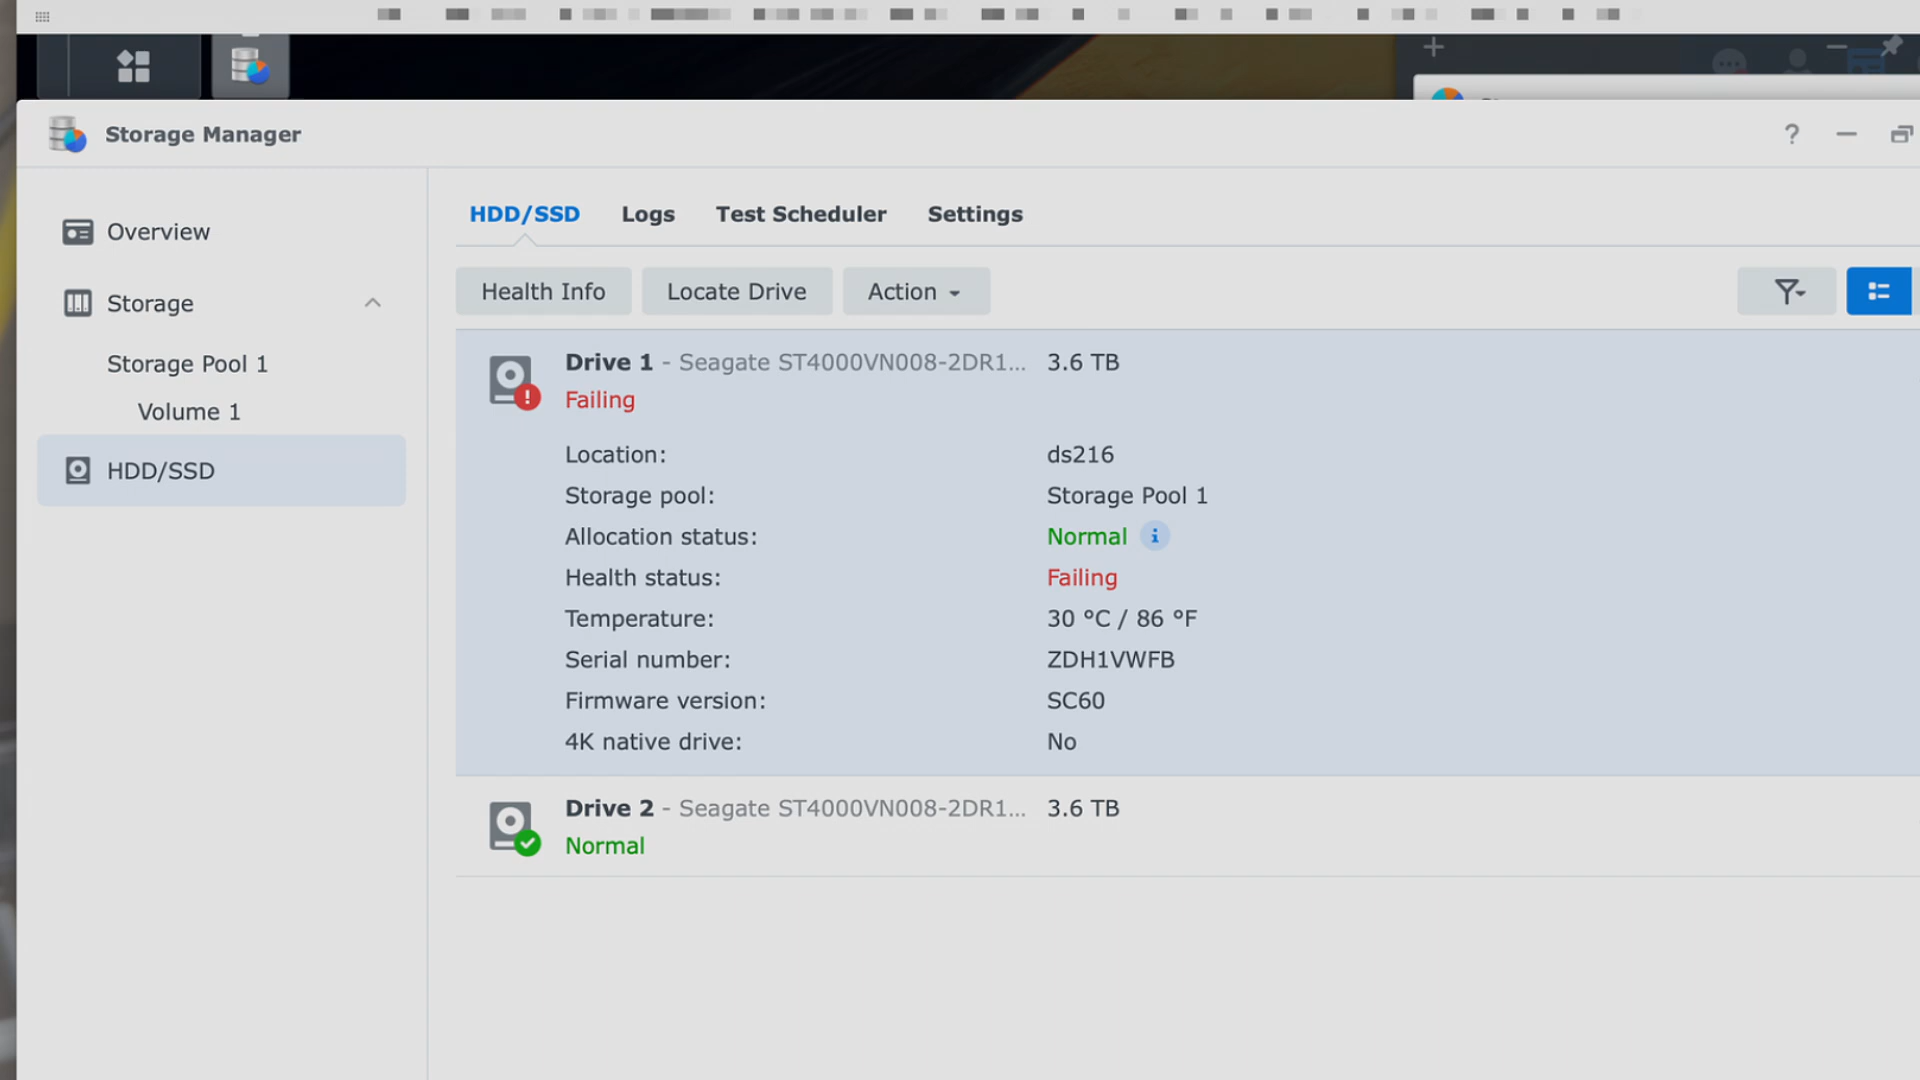 Storage Manager
?
Overview
Storage
Storage Pool 1
Volume 1
HDD/SSD
HDD/SSD Logs Test Scheduler Settings
Health Info Locate Drive Action
Drive 1 - Seagate ST4000VN008-2DR1... 3.6 TB
Failing
Location: ds216
Storage pool: Storage Pool 1
Allocation status: Normal i
Health status: Failing
Temperature: 30 °C / 86 °F
Serial number: ZDH1VWFB
Firmware version: SC60
4K native drive: No
Drive 2 - Seagate ST4000VN008-2DR1... 3.6 TB
Normal